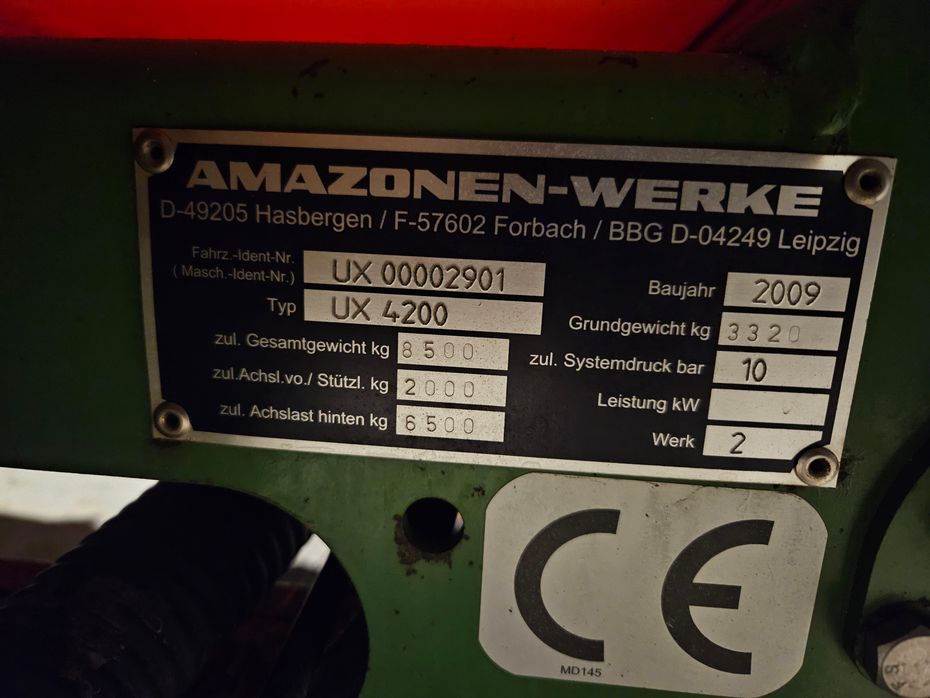 AMAZONEN-WERKE
D-49205 Hasbergen / F-57602 Forbach / BBG D-04249 Leipzig
Fahrz.-Ident-Nr.
( Masch.-Ident-Nr.) UX 00002901
Typ UX 4200
zul. Gesamtgewicht kg 8500
zul.Achsl.vo./ Stützl. kg 2000
zul. Achslast hinten kg 6500
Baujahr 2009
Grundgewicht kg 3320
zul. Systemdruck bar 10
Leistung kW
Werk 2
CE
MD145